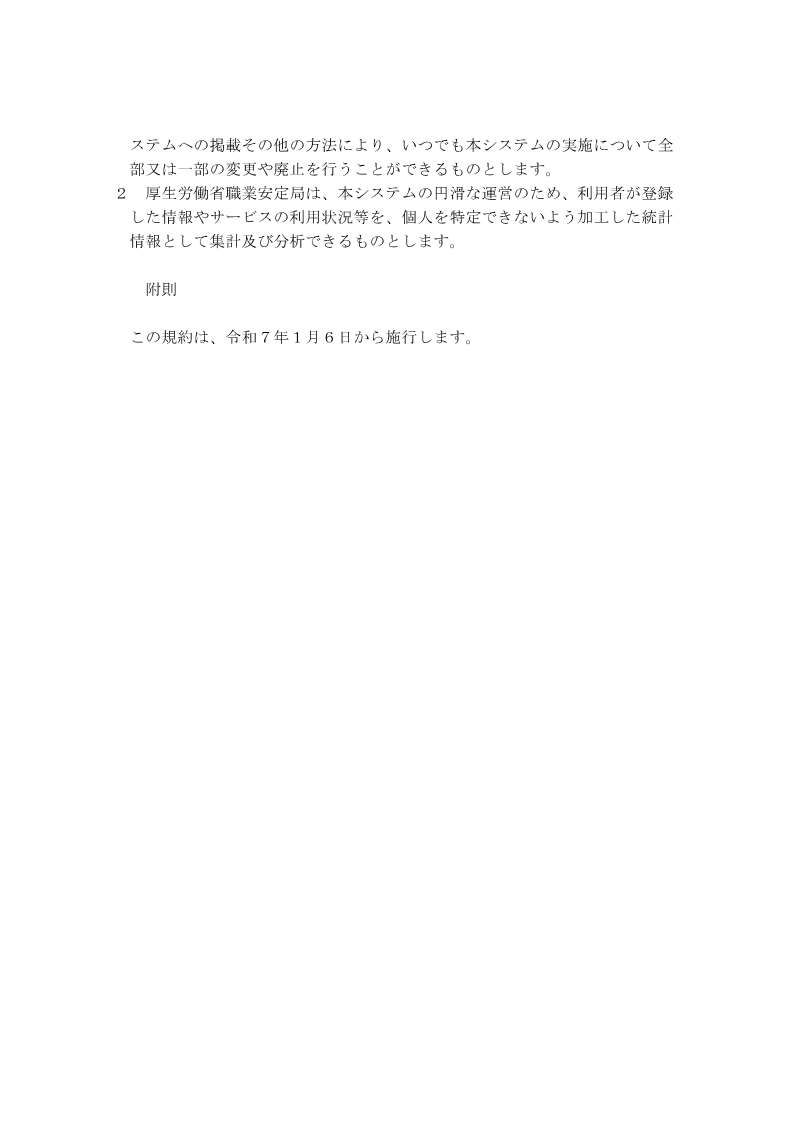 ステムへの掲載その他の方法により、いつでも本システムの実施について全
部又は一部の変更や廃止を行うことができるものとします。
２　厚生労働省職業安定局は、本システムの円滑な運営のため、利用者が登録
した情報やサービスの利用状況等を、個人を特定できないよう加工した統計
情報として集計及び分析できるものとします。
附則
この規約は、令和７年１月６日から施行します。